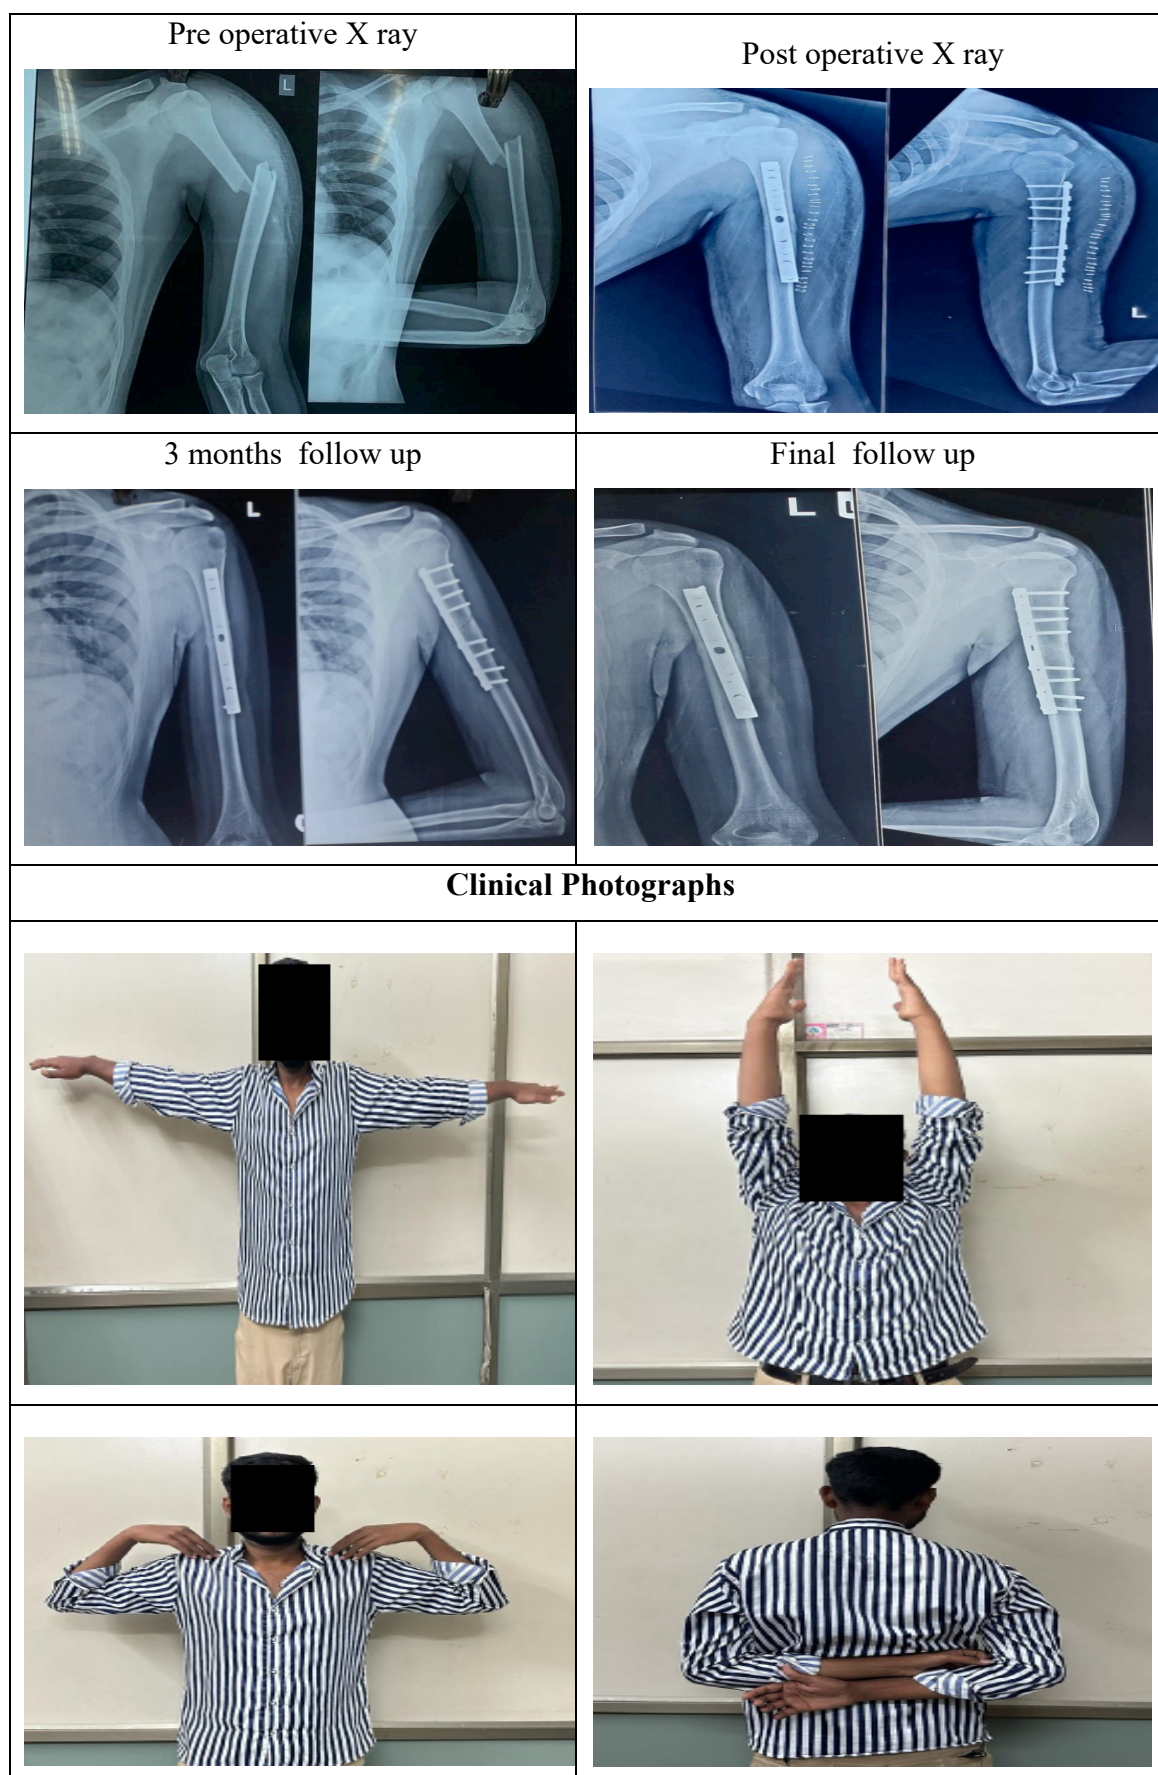 Pre operative X ray
Post operative X ray
L
L
3 months  follow up
Final  follow up
L
L
Clinical Photographs